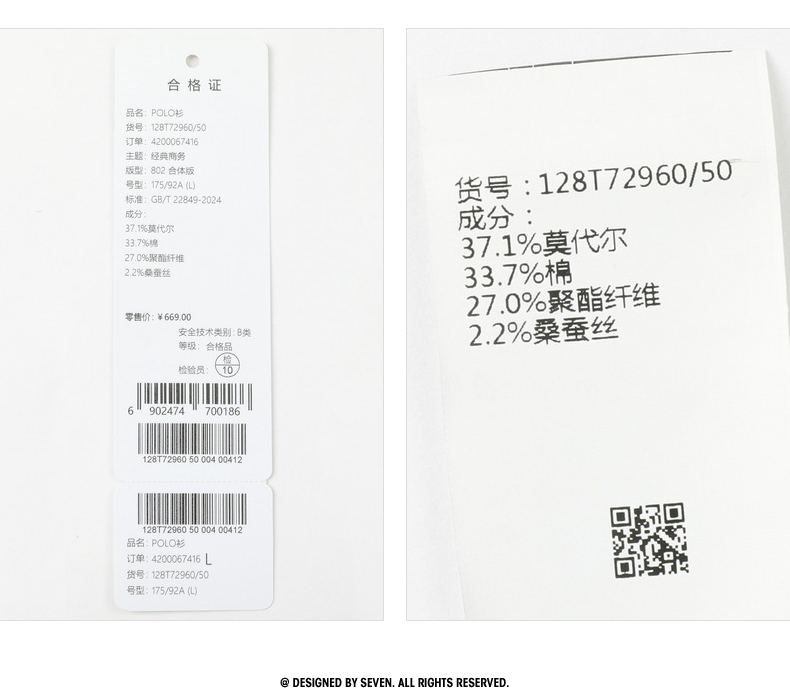 合格证
品名: POLO衫
货号: 128T72960/50
订单: 4200067416
主题: 经典商务
版型: 802 合体版
号型: 175/92A (L)
标准: GB/T 22849-2024
成分:
37.1%莫代尔
33.7%棉
27.0%聚酯纤维
2.2%桑蚕丝
零售价: ¥669.00
安全技术类别: B类
等级: 合格品
检验员: 检 10
6 902474 700186
128T72960 50 004 00412
128T72960 50 004 00412
品名: POLO衫
订单: 4200067416 L
货号: 128T72960/50
号型: 175/92A (L)
货号:128T72960/50
成分:
37.1%莫代尔
33.7%棉
27.0%聚酯纤维
2.2%桑蚕丝
@ DESIGNED BY SEVEN. ALL RIGHTS RESERVED.